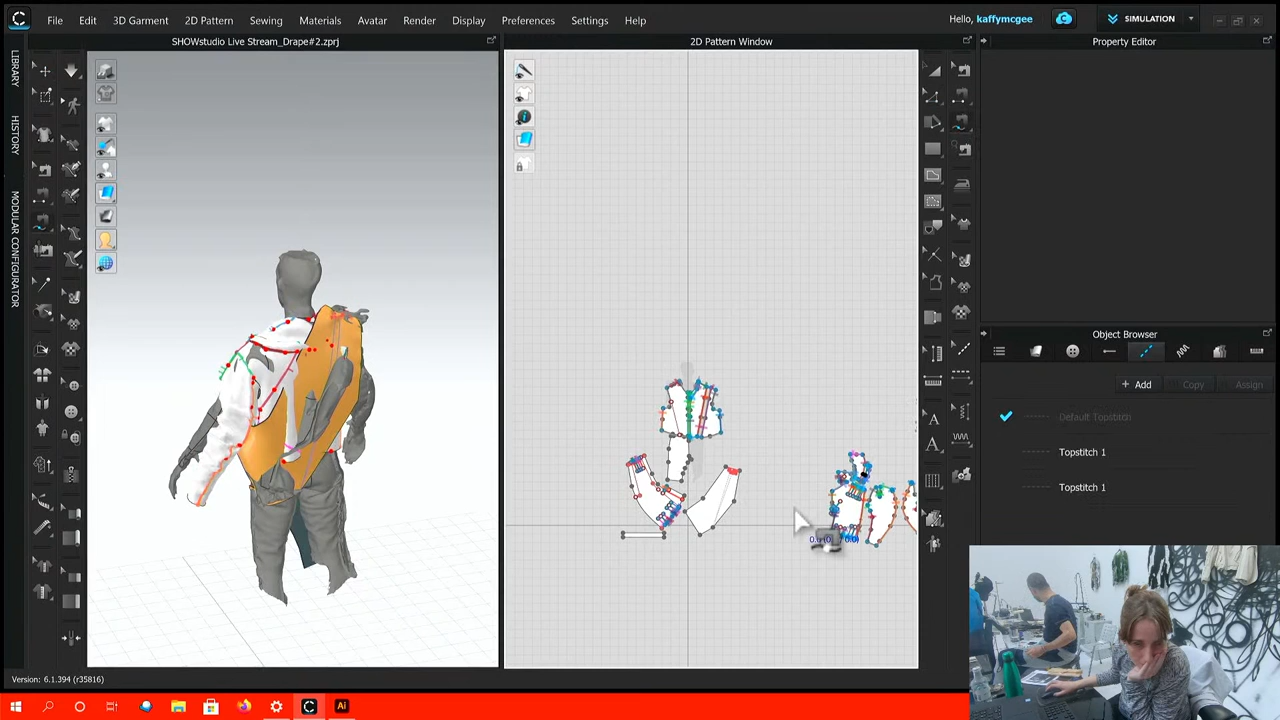 File Edit 3D Garment 2D Pattern Sewing Materials Avatar Render Display Preferences Settings Help
Hello, kaffymcgee
SIMULATION
SHOWstudio Live Stream_Drape#2.zprj
2D Pattern Window
Property Editor
LIBRARY
HISTORY
MODULAR CONFIGURATOR
Object Browser
+ Add Copy Assign
Default Topstitch
Topstitch 1
Topstitch 1
Version: 6.1.394 (r35816)
Ai